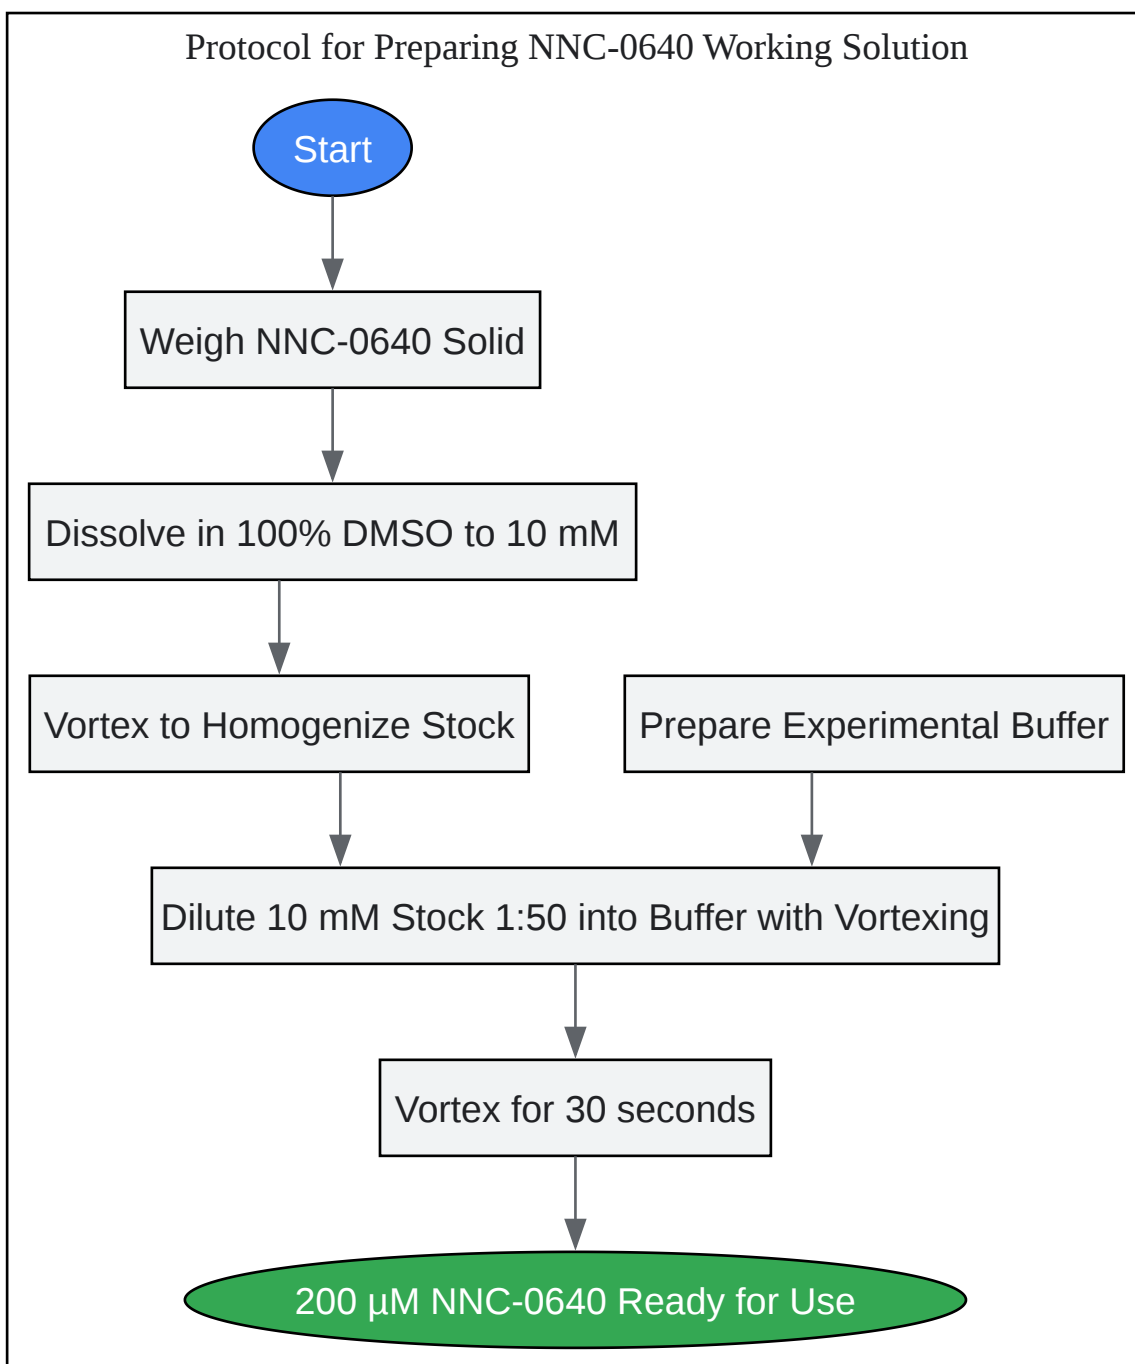 Protocol for Preparing NNC-0640 Working Solution
Start
Weigh NNC-0640 Solid
Dissolve in 100% DMSO to 10 mM
Vortex to Homogenize Stock
Prepare Experimental Buffer
Dilute 10 mM Stock 1:50 into Buffer with Vortexing
Vortex for 30 seconds
200 µM NNC-0640 Ready for Use